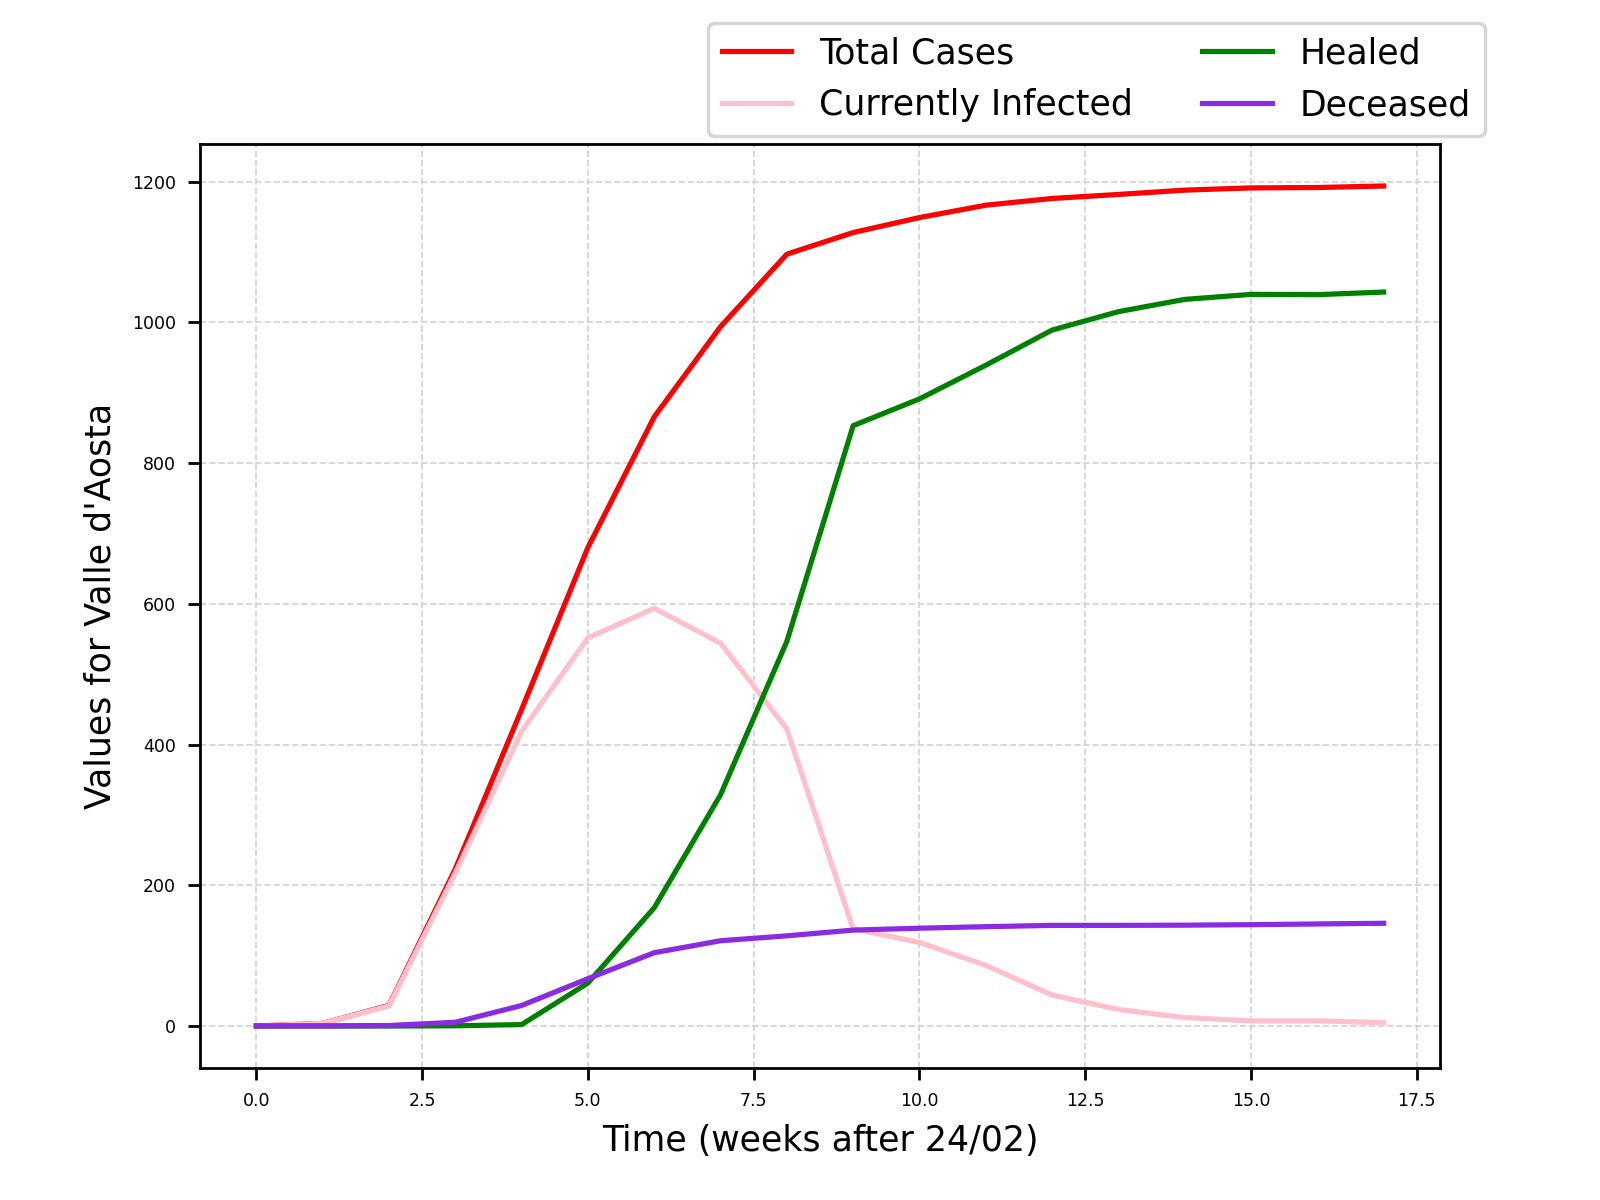 Total Cases
Currently Infected
Healed
Deceased
1200
1000
800
600
400
200
0
Values for Valle d'Aosta
0.0 2.5 5.0 7.5 10.0 12.5 15.0 17.5
Time (weeks after 24/02)